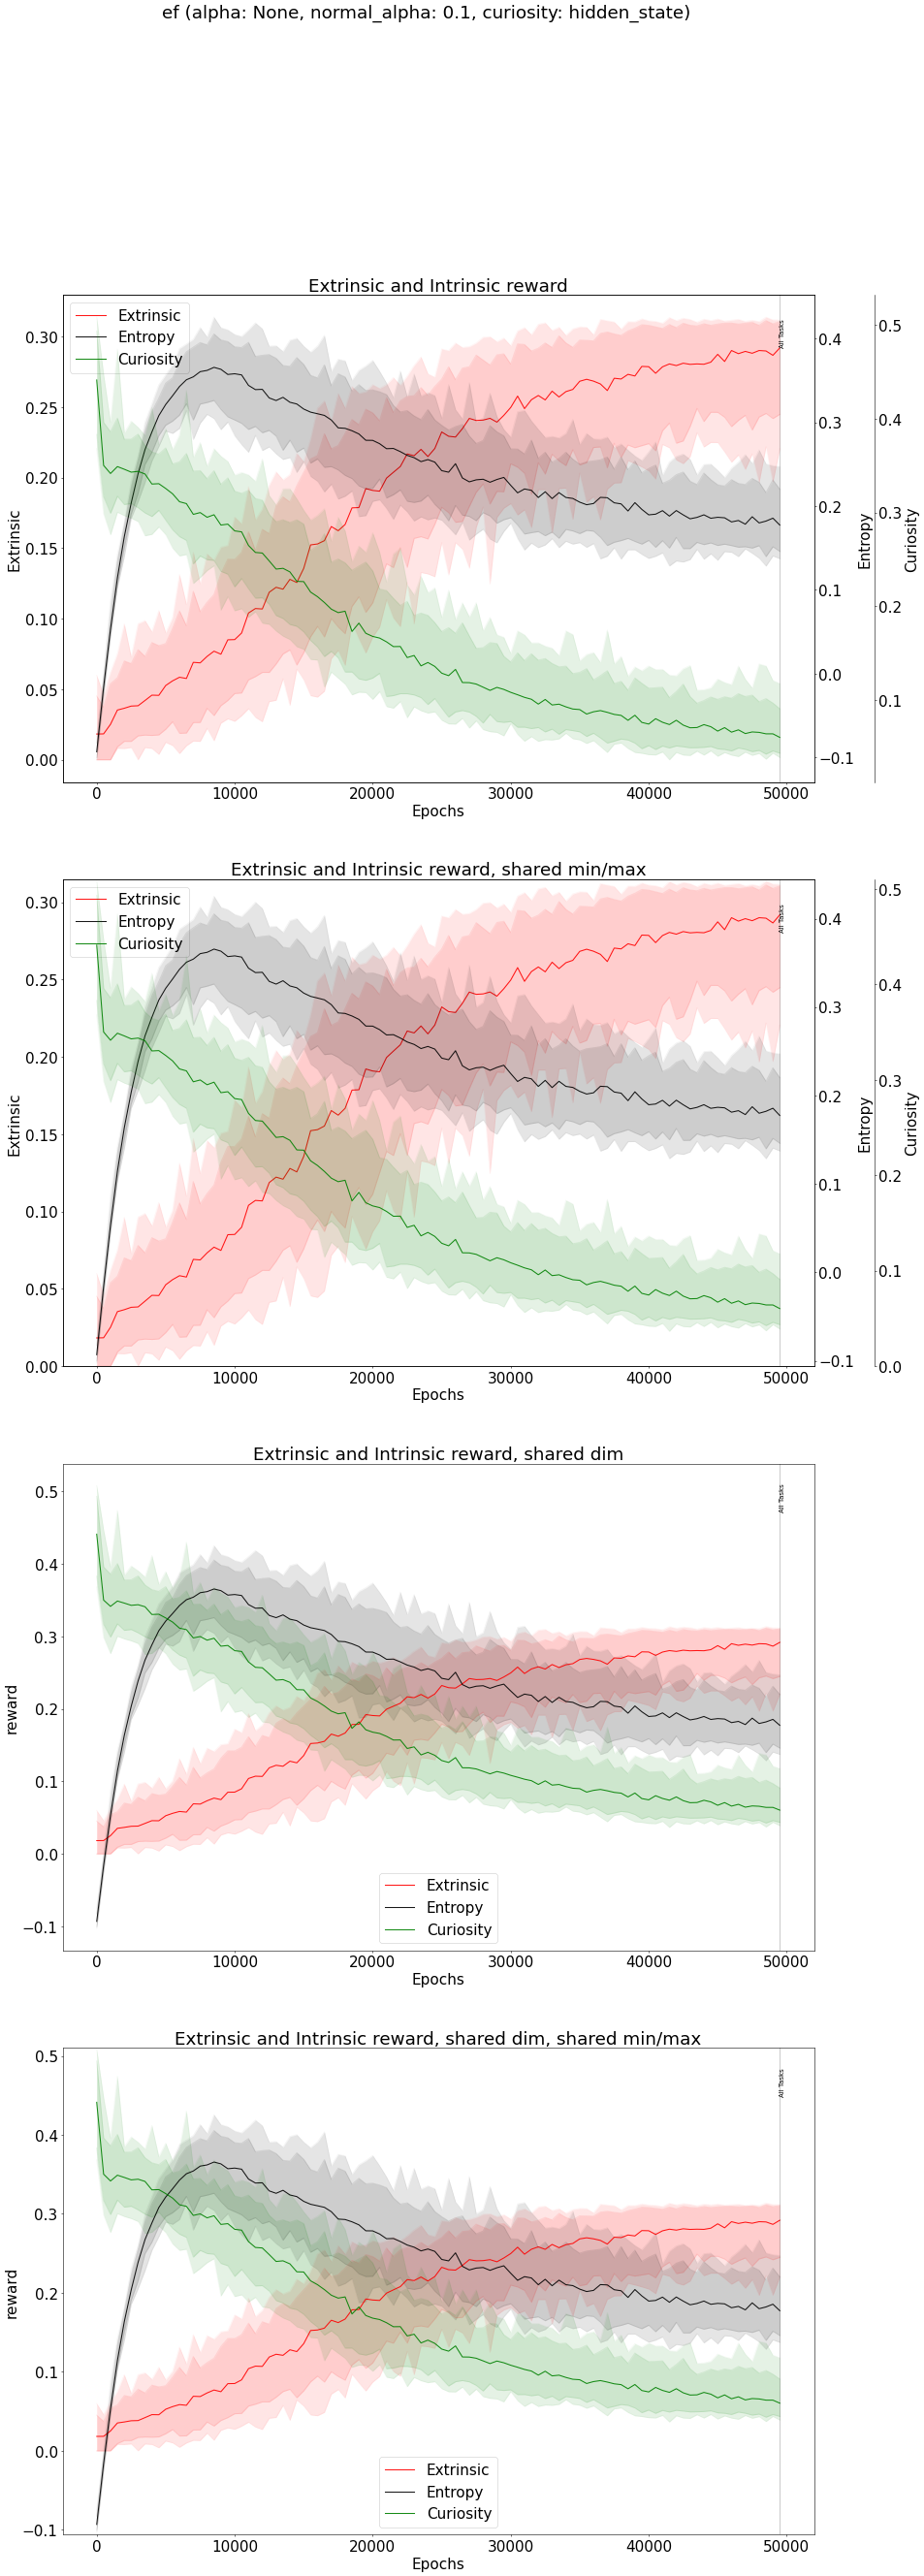 ef (alpha: None, normal_alpha: 0.1, curiosity: hidden_state)
Extrinsic and Intrinsic reward
Extrinsic
Entropy
Curiosity
All Tasks
0.30
0.25
0.20
0.15
0.10
0.05
0.00
Extrinsic
0.4
0.3
0.2
0.1
0.0
−0.1
Entropy
0.5
0.4
0.3
0.2
0.1
Curiosity
0 10000 20000 30000 40000 50000
Epochs
Extrinsic and Intrinsic reward, shared min/max
Extrinsic
Entropy
Curiosity
All Tasks
0.30
0.25
0.20
0.15
0.10
0.05
0.00
Extrinsic
0.4
0.3
0.2
0.1
0.0
−0.1
Entropy
0.5
0.4
0.3
0.2
0.1
0.0
Curiosity
0 10000 20000 30000 40000 50000
Epochs
Extrinsic and Intrinsic reward, shared dim
All Tasks
0.5
0.4
0.3
0.2
0.1
0.0
−0.1
reward
Extrinsic
Entropy
Curiosity
0 10000 20000 30000 40000 50000
Epochs
Extrinsic and Intrinsic reward, shared dim, shared min/max
All Tasks
0.5
0.4
0.3
0.2
0.1
0.0
−0.1
reward
Extrinsic
Entropy
Curiosity
0 10000 20000 30000 40000 50000
Epochs